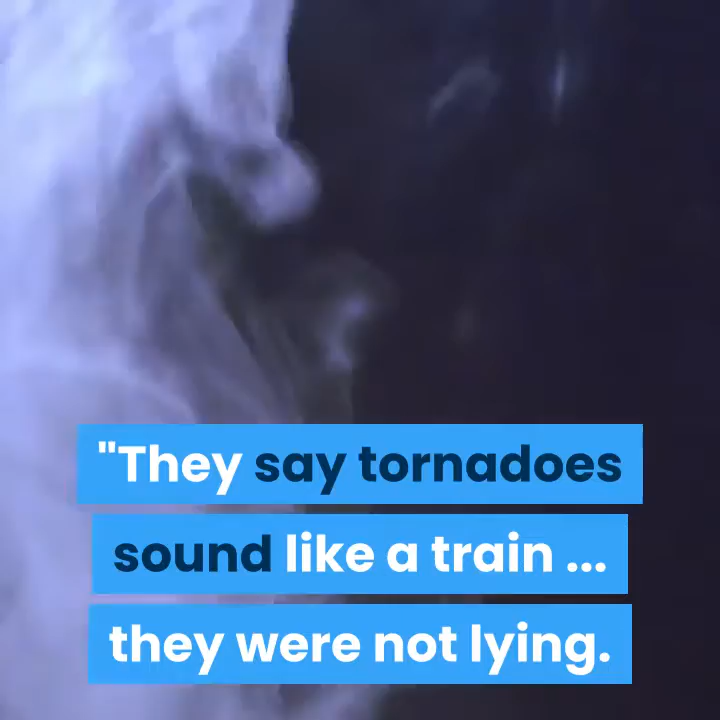 "They say tornadoes
sound like a train ...
they were not lying.